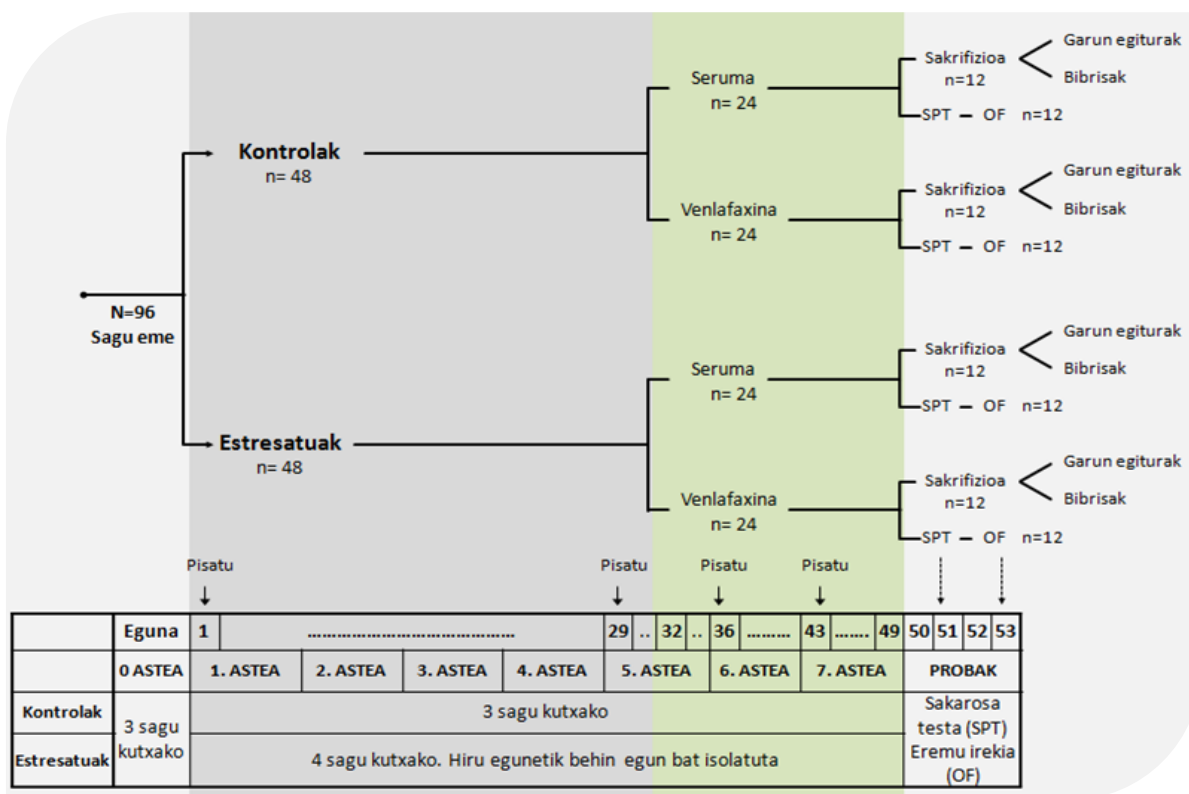 Garun egiturak
Sakrifizioa
n=12
Bibrisak
Seruma
n= 24
SPT – OF n=12
Kontrolak
n= 48
Garun egiturak
Sakrifizioa
n=12
Bibrisak
Venlafaxina
n= 24
SPT – OF n=12
N=96
Sagu eme
Garun egiturak
Sakrifizioa
n=12
Bibrisak
Seruma
n= 24
SPT – OF n=12
Estresatuak
n= 48
Garun egiturak
Sakrifizioa
n=12
Bibrisak
Venlafaxina
n= 24
SPT – OF n=12
Pisatu Pisatu Pisatu Pisatu
Eguna 1 ........................................ 29 .. 32 .. 36 ......... 43 ....... 49 50 51 52 53
0 ASTEA 1. ASTEA 2. ASTEA 3. ASTEA 4. ASTEA 5. ASTEA 6. ASTEA 7. ASTEA PROBAK
Kontrolak
3 sagu
kutxako
3 sagu kutxako
Estresatuak
4 sagu kutxako. Hiru egunetik behin egun bat isolatuta
Sakarosa
testa (SPT)
Eremu irekia
(OF)